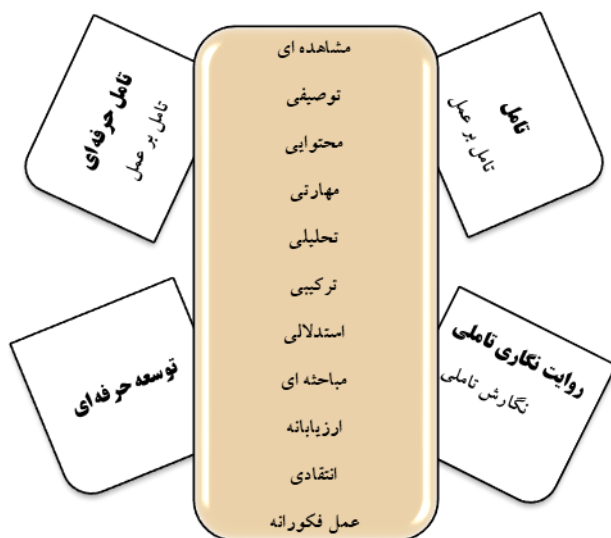 تامل
تامل بر عمل
مشاهده ای
توصیفی
محتوایی
مهارتی
تحلیلی
ترکیبی
استدلالی
مباحثه ای
ارزیابانه
انتقادی
عمل فکورانه
تامل حرفه‌ای
تامل بر عمل
روایت نگاری تاملی
نگارش تاملی
توسعه حرفه‌ای